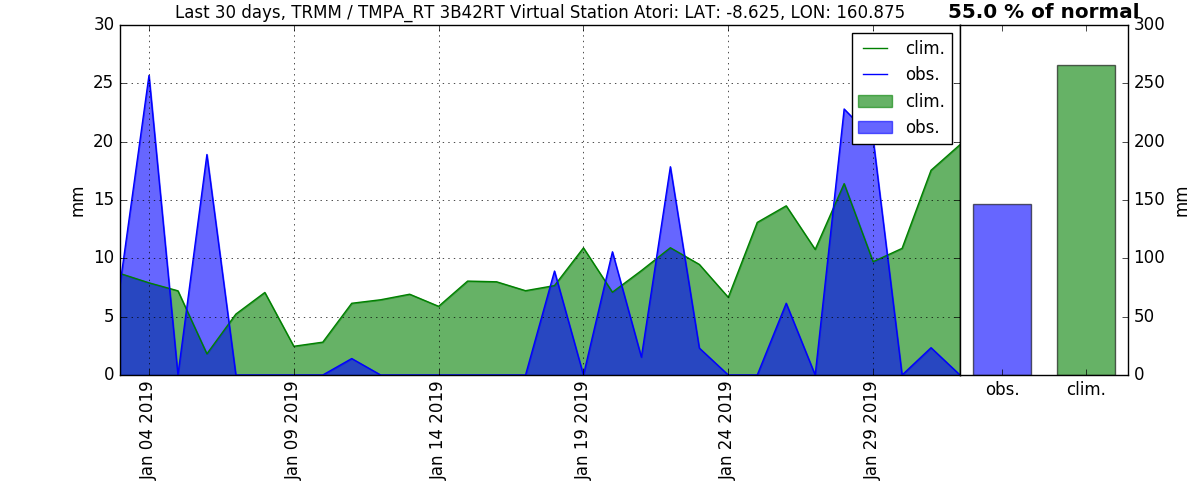 Last 30 days, TRMM / TMPA_RT 3B42RT Virtual Station Atori: LAT: -8.625, LON: 160.875
55.0 % of normal
clim.
obs.
clim.
obs.
mm
30
25
20
15
10
5
0
Jan 04 2019
Jan 09 2019
Jan 14 2019
Jan 19 2019
Jan 24 2019
Jan 29 2019
300
250
200
150
100
50
0
mm
obs.
clim.